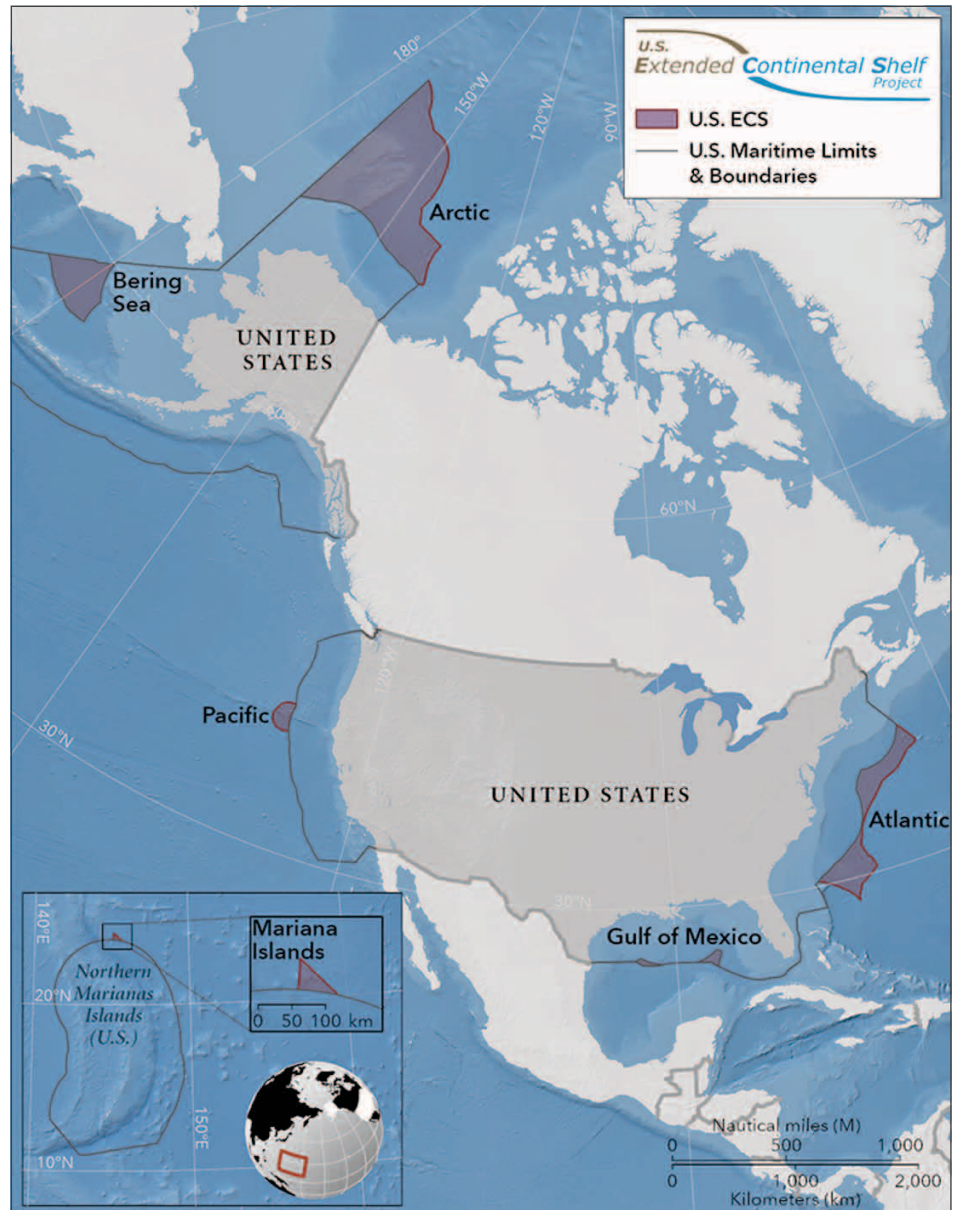 U.S.
Extended Continental Shelf
Project
U.S. ECS
U.S. Maritime Limits
& Boundaries
180°
150°W
120°W
90°W
Arctic
Bering
Sea
UNITED
STATES
60°N
120°W
Pacific
30°N
UNITED STATES
Atlantic
30°N
Gulf of Mexico
140°E
Mariana
Islands
0 50 100 km
Northern
Marianas
Islands
(U.S.)
20°N
150°E
10°N
Nautical miles (M)
0 500 1,000
0 1,000 2,000
Kilometers (km)